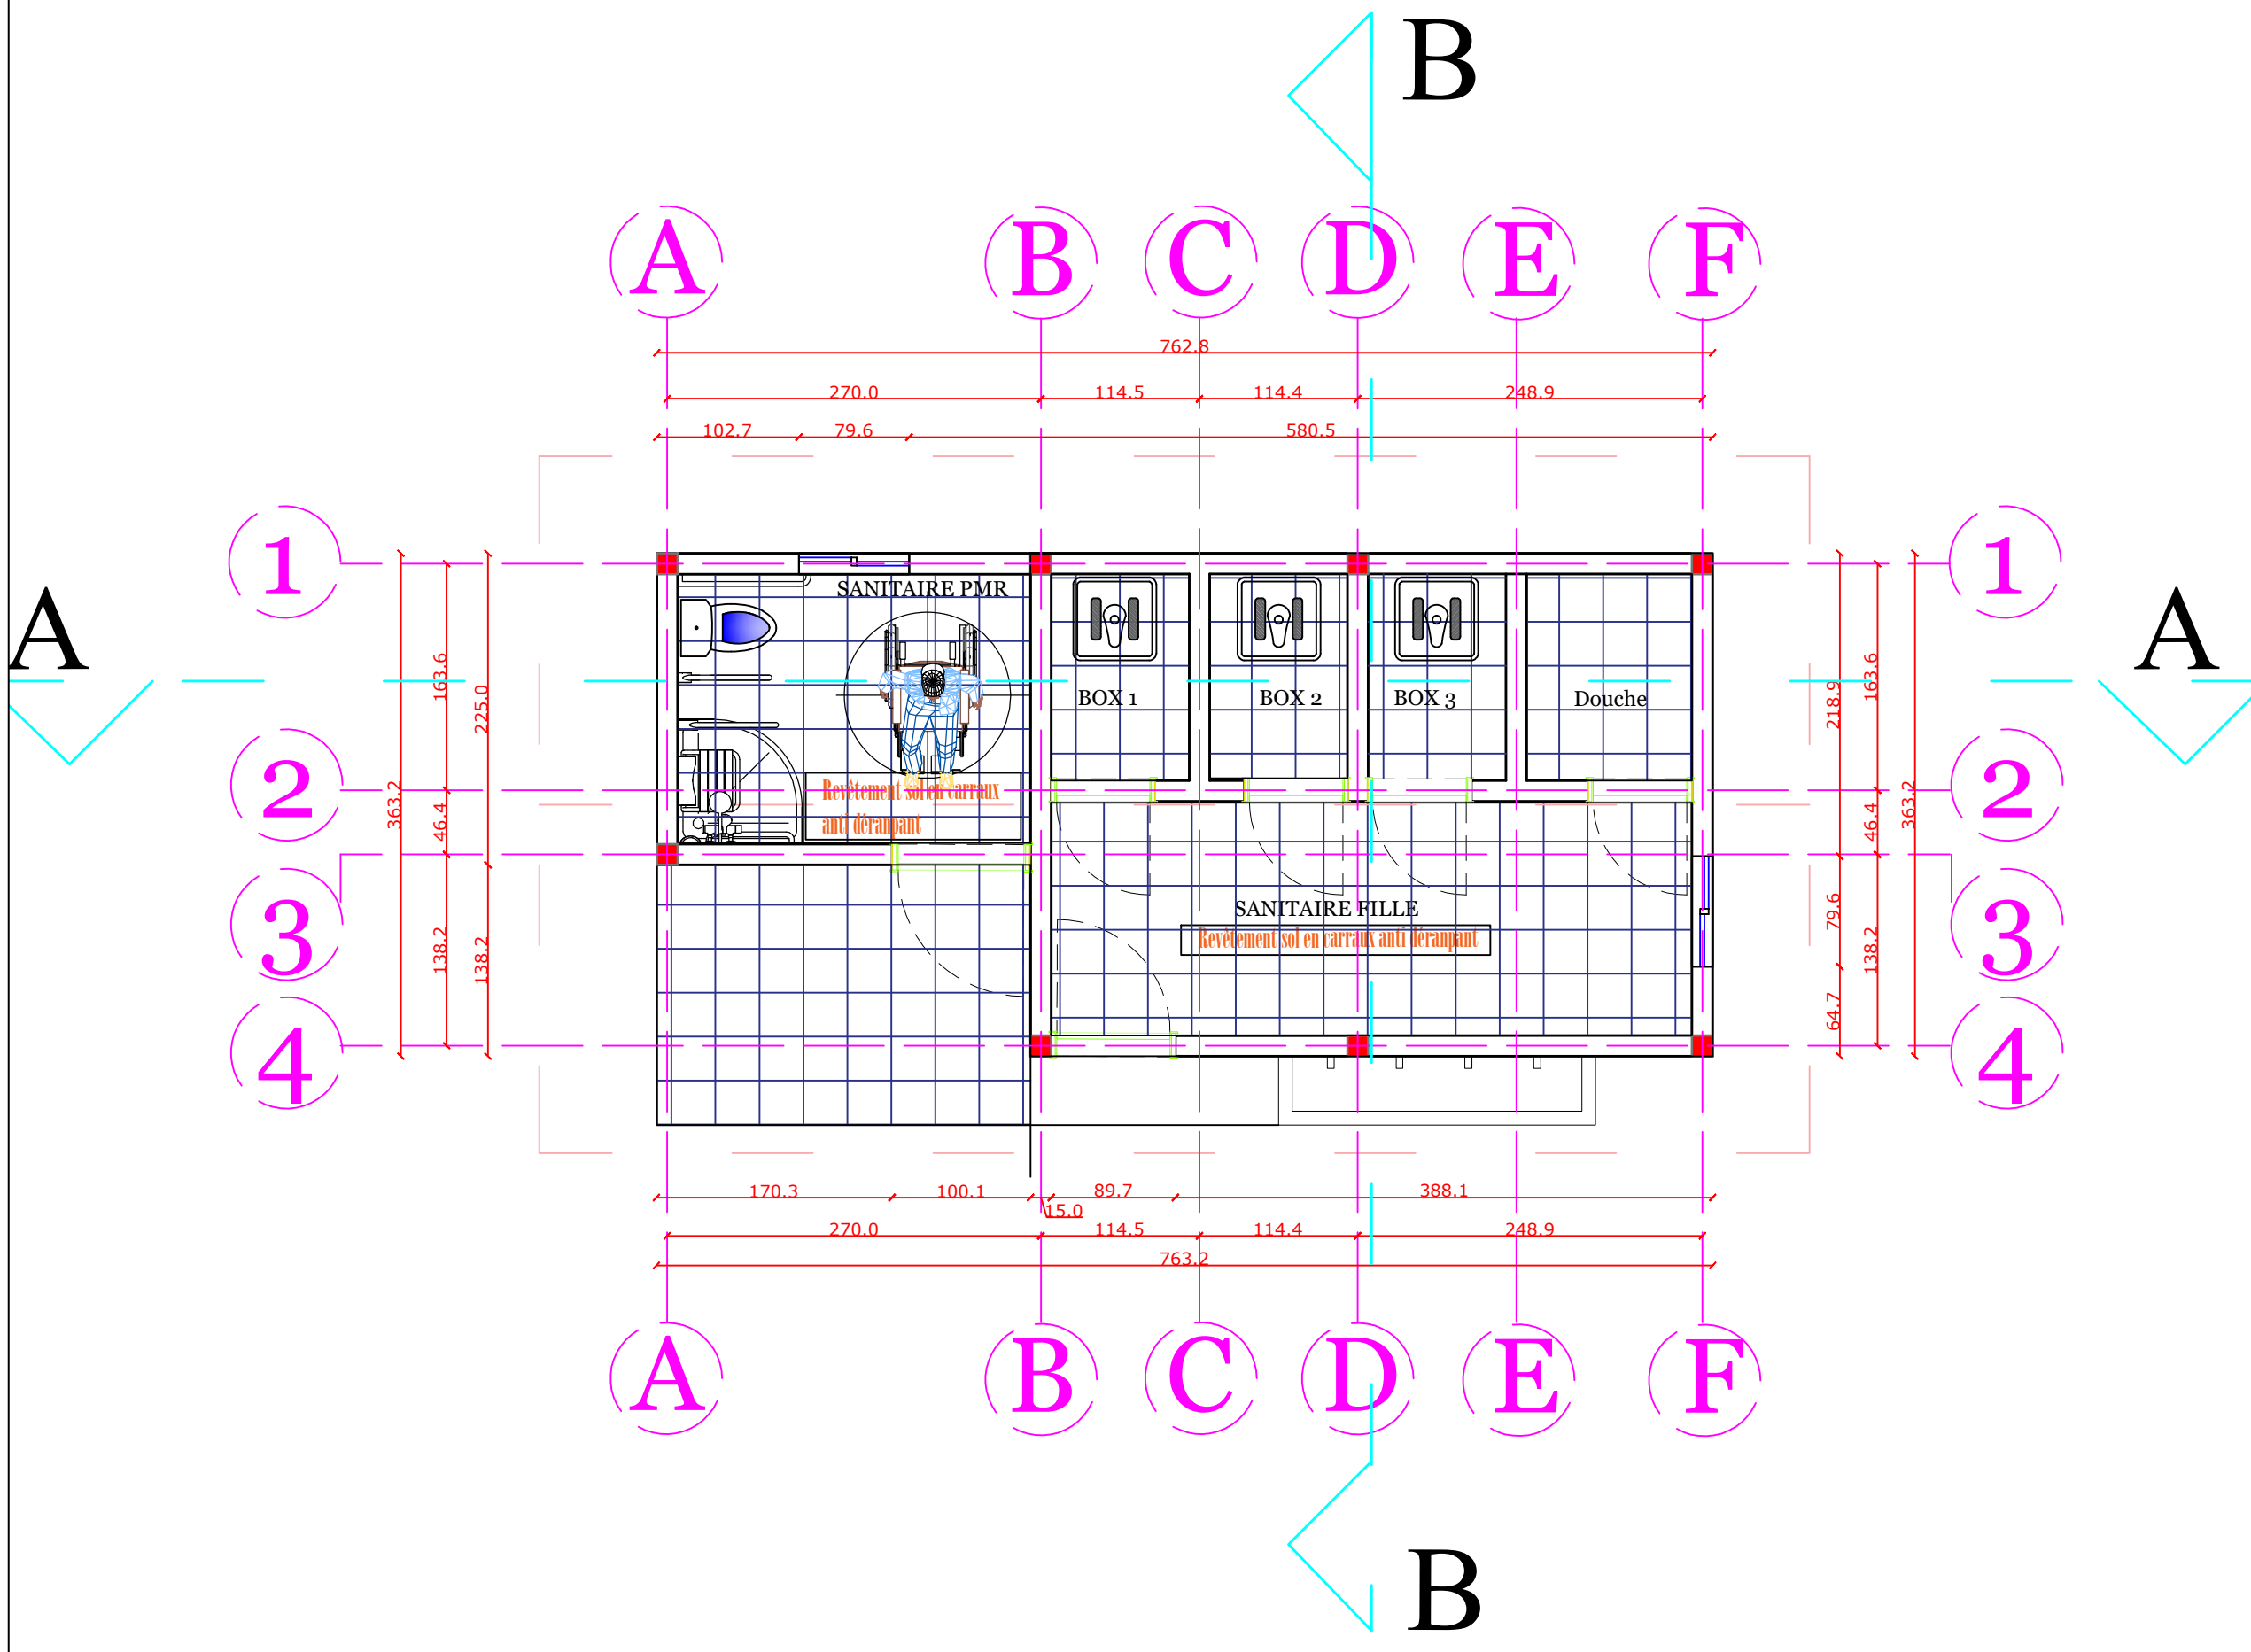 B
A
B
C
D
E
F
762.8
270.0
114.5
114.4
248.9
102.7
79.6
580.5
1
1
A
A
SANITAIRE PMR
163.6
225.0
363.2
46.4
138.2
138.2
218.9
163.6
363.2
46.4
79.6
138.2
64.7
BOX 1
BOX 2
BOX 3
Douche
2
2
Revêtement sol en carraux
anti déranpant
3
3
SANITAIRE FILLE
Revêtement sol en carraux anti déranpant
4
4
170.3
100.1
89.7
388.1
15.0
270.0
114.5
114.4
248.9
763.2
A
B
C
D
E
F
B